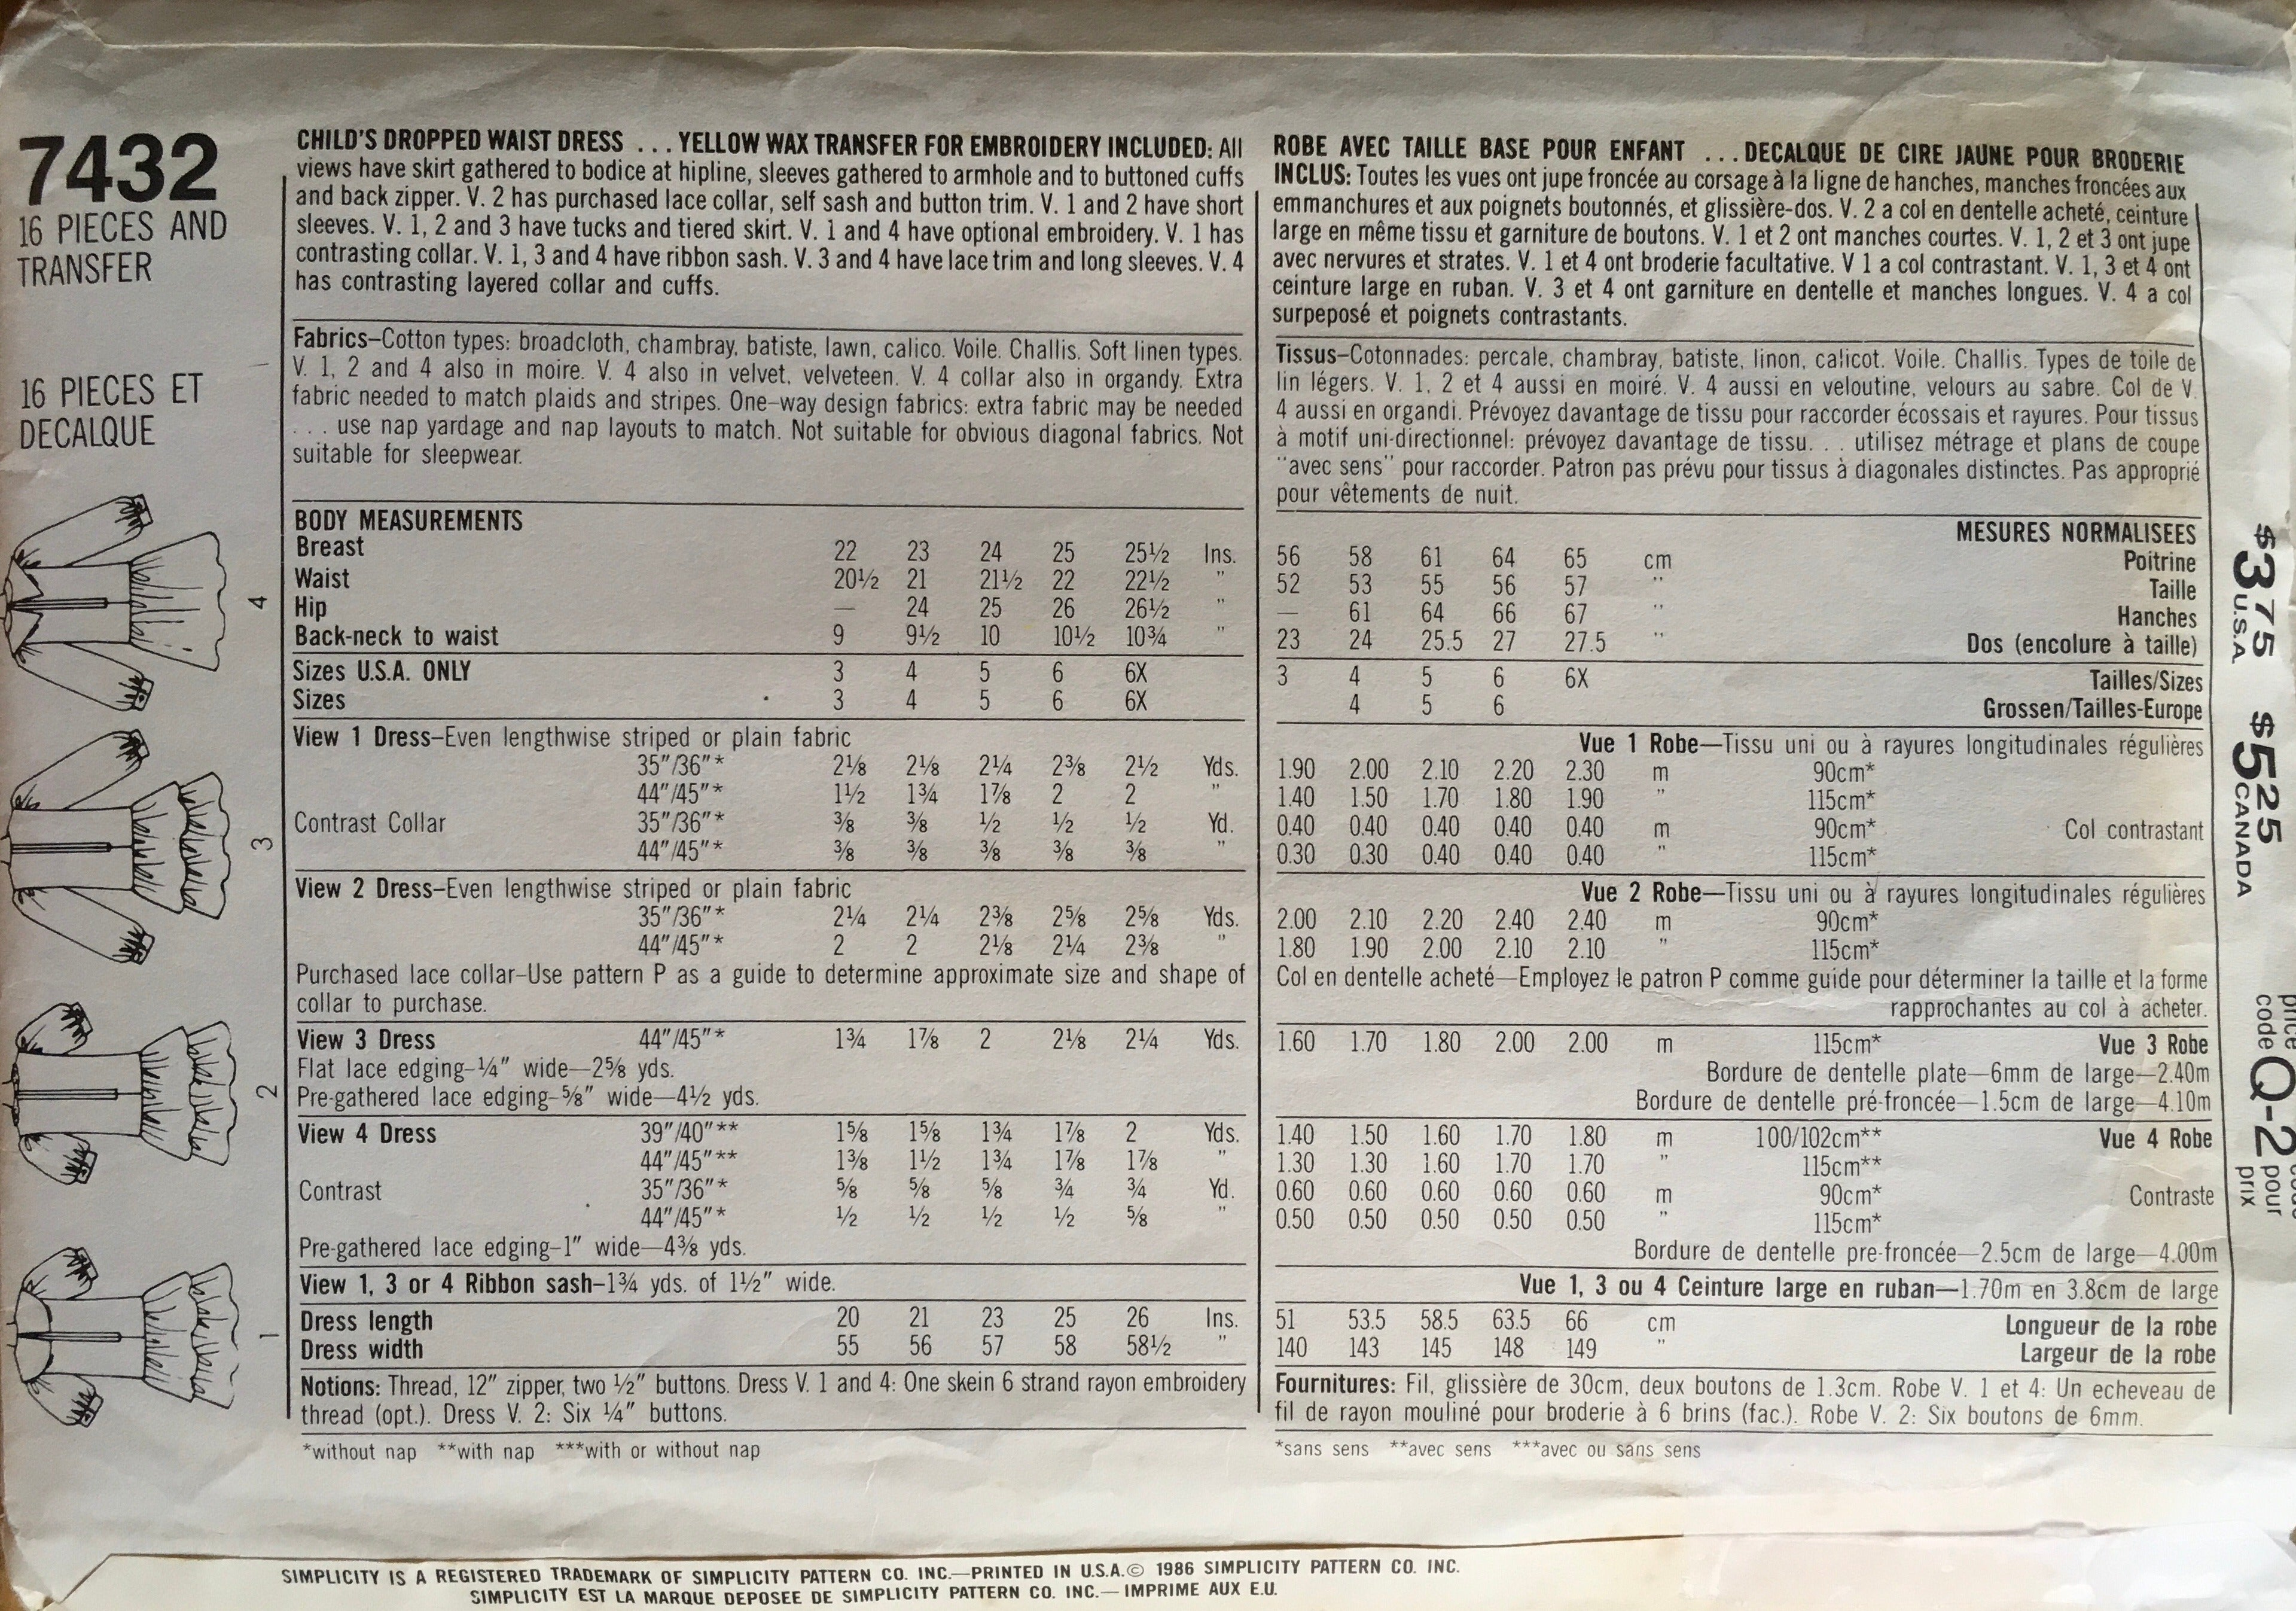 7432
16 PIECES AND
TRANSFER
16 PIECES ET
DECALQUE
4
3
2
1
CHILD'S DROPPED WAIST DRESS . . . YELLOW WAX TRANSFER FOR EMBROIDERY INCLUDED: All
views have skirt gathered to bodice at hipline, sleeves gathered to armhole and to buttoned cuffs
and back zipper. V. 2 has purchased lace collar, self sash and button trim. V. 1 and 2 have short
sleeves. V. 1, 2 and 3 have tucks and tiered skirt. V. 1 and 4 have optional embroidery. V. 1 has
contrasting collar. V. 1, 3 and 4 have ribbon sash. V. 3 and 4 have lace trim and long sleeves. V. 4
has contrasting layered collar and cuffs.
Fabrics–Cotton types: broadcloth, chambray, batiste, lawn, calico. Voile. Challis. Soft linen types.
V. 1, 2 and 4 also in moire. V. 4 also in velvet, velveteen. V. 4 collar also in organdy. Extra
fabric needed to match plaids and stripes. One-way design fabrics: extra fabric may be needed
. . . use nap yardage and nap layouts to match. Not suitable for obvious diagonal fabrics. Not
suitable for sleepwear.
BODY MEASUREMENTS
Breast 22 23 24 25 25½ Ins.
Waist 20½ 21 21½ 22 22½ "
Hip — 24 25 26 26½ "
Back-neck to waist 9 9½ 10 10½ 10¾ "
Sizes U.S.A. ONLY 3 4 5 6 6X
Sizes 3 4 5 6 6X
View 1 Dress–Even lengthwise striped or plain fabric
35"/36"* 2⅛ 2⅛ 2¼ 2⅜ 2½ Yds.
44"/45"* 1½ 1¾ 1⅞ 2 2 "
Contrast Collar 35"/36"* ⅜ ⅜ ½ ½ ½ Yd.
44"/45"* ⅜ ⅜ ⅜ ⅜ ⅜ "
View 2 Dress–Even lengthwise striped or plain fabric
35"/36"* 2¼ 2¼ 2⅜ 2⅝ 2⅝ Yds.
44"/45"* 2 2 2⅛ 2¼ 2⅜ "
Purchased lace collar–Use pattern P as a guide to determine approximate size and shape of
collar to purchase.
View 3 Dress 44"/45"* 1¾ 1⅞ 2 2⅛ 2¼ Yds.
Flat lace edging–¼" wide–2⅝ yds.
Pre-gathered lace edging–⅝" wide—4½ yds.
View 4 Dress 39"/40"** 1⅝ 1⅝ 1¾ 1⅞ 2 Yds.
44"/45"** 1⅜ 1½ 1¾ 1⅞ 1⅞ "
Contrast 35"/36"* ⅝ ⅝ ⅝ ¾ ¾ Yd.
44"/45"* ½ ½ ½ ½ ⅝ "
Pre-gathered lace edging–1" wide—4⅜ yds.
View 1, 3 or 4 Ribbon sash–1¾ yds. of 1½" wide.
Dress length 20 21 23 25 26 Ins.
Dress width 55 56 57 58 58½ "
Notions: Thread, 12" zipper, two ½" buttons. Dress V. 1 and 4: One skein 6 strand rayon embroidery
thread (opt.). Dress V. 2: Six ¼" buttons.
*without nap **with nap ***with or without nap
ROBE AVEC TAILLE BASE POUR ENFANT . . . DECALQUE DE CIRE JAUNE POUR BRODERIE
INCLUS: Toutes les vues ont jupe froncée au corsage à la ligne de hanches, manches froncées aux
emmanchures et aux poignets boutonnés, et glissière-dos. V. 2 a col en dentelle acheté, ceinture
large en même tissu et garniture de boutons. V. 1 et 2 ont manches courtes. V. 1, 2 et 3 ont jupe
avec nervures et strates. V. 1 et 4 ont broderie facultative. V 1 a col contrastant. V. 1, 3 et 4 ont
ceinture large en ruban. V. 3 et 4 ont garniture en dentelle et manches longues. V. 4 a col
surpeposé et poignets contrastants.
Tissus–Cotonnades: percale, chambray, batiste, linon, calicot. Voile. Challis. Types de toile de
lin légers. V. 1, 2 et 4 aussi en moiré. V. 4 aussi en veloutine, velours au sabre. Col de V.
4 aussi en organdi. Prévoyez davantage de tissu pour raccorder écossais et rayures. Pour tissus
à motif uni-directionnel: prévoyez davantage de tissu. . . utilisez métrage et plans de coupe
"avec sens" pour raccorder. Patron pas prévu pour tissus à diagonales distinctes. Pas approprié
pour vêtements de nuit.
MESURES NORMALISEES
56 58 61 64 65 cm Poitrine
52 53 55 56 57 " Taille
— 61 64 66 67 " Hanches
23 24 25.5 27 27.5 " Dos (encolure à taille)
3 4 5 6 6X Tailles/Sizes
4 5 6 Grossen/Tailles-Europe
Vue 1 Robe—Tissu uni ou à rayures longitudinales régulières
1.90 2.00 2.10 2.20 2.30 m 90cm*
1.40 1.50 1.70 1.80 1.90 " 115cm*
0.40 0.40 0.40 0.40 0.40 m 90cm* Col contrastant
0.30 0.30 0.40 0.40 0.40 " 115cm*
Vue 2 Robe—Tissu uni ou à rayures longitudinales régulières
2.00 2.10 2.20 2.40 2.40 m 90cm*
1.80 1.90 2.00 2.10 2.10 " 115cm*
Col en dentelle acheté—Employez le patron P comme guide pour déterminer la taille et la forme
rapprochantes au col à acheter.
1.60 1.70 1.80 2.00 2.00 m 115cm* Vue 3 Robe
Bordure de dentelle plate—6mm de large—2.40m
Bordure de dentelle pré-froncée—1.5cm de large—4.10m
1.40 1.50 1.60 1.70 1.80 m 100/102cm** Vue 4 Robe
1.30 1.30 1.60 1.70 1.70 " 115cm**
0.60 0.60 0.60 0.60 0.60 m 90cm* Contraste
0.50 0.50 0.50 0.50 0.50 " 115cm*
Bordure de dentelle pre-froncée—2.5cm de large—4.00m
Vue 1, 3 ou 4 Ceinture large en ruban—1.70m en 3.8cm de large
51 53.5 58.5 63.5 66 cm Longueur de la robe
140 143 145 148 149 " Largeur de la robe
Fournitures: Fil, glissière de 30cm, deux boutons de 1.3cm. Robe V. 1 et 4: Un echeveau de
fil de rayon mouliné pour broderie à 6 brins (fac.). Robe V. 2: Six boutons de 6mm.
*sans sens **avec sens ***avec ou sans sens
$375 U.S.A
$525 CANADA
code
Q-2
pour
prix
SIMPLICITY IS A REGISTERED TRADEMARK OF SIMPLICITY PATTERN CO. INC.—PRINTED IN U.S.A.© 1986 SIMPLICITY PATTERN CO. INC.
SIMPLICITY EST LA MARQUE DEPOSEE DE SIMPLICITY PATTERN CO. INC.— IMPRIME AUX E.U.